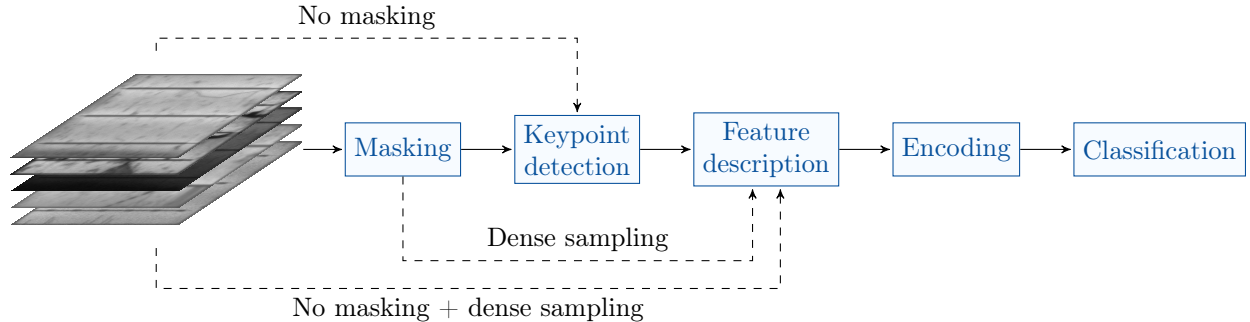 No masking
Masking
Keypoint
detection
Feature
description
Encoding
Classification
Dense sampling
No masking + dense sampling